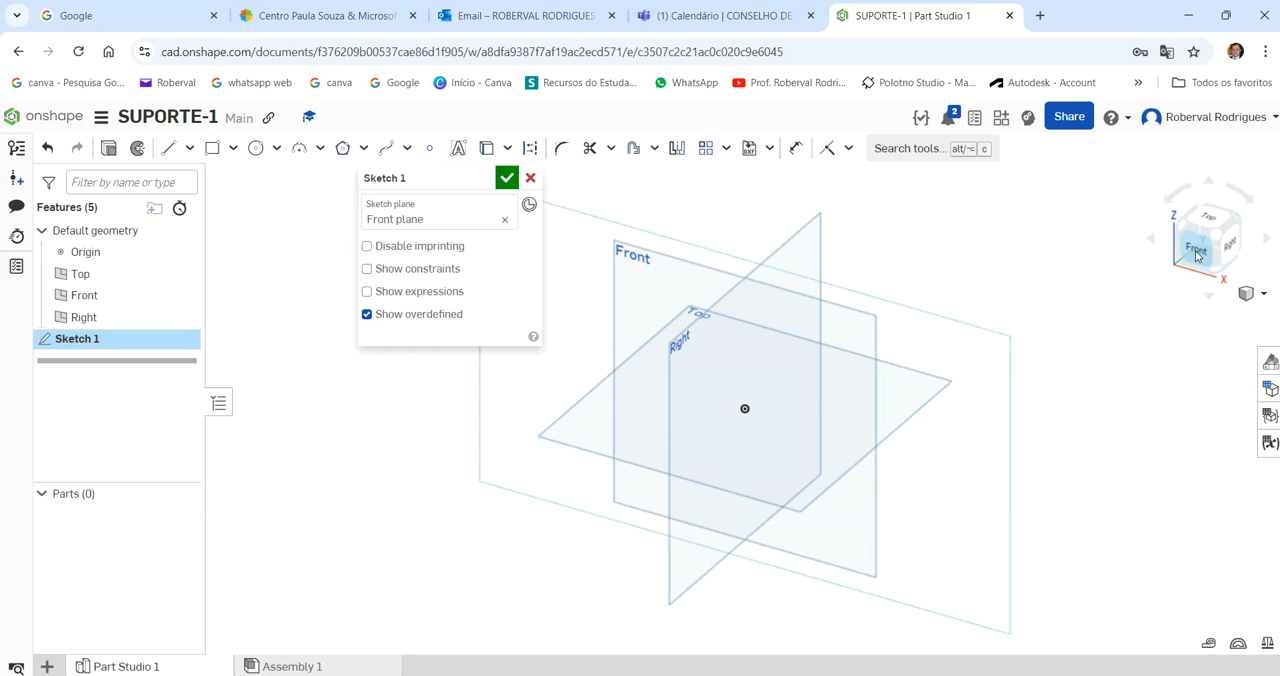 Google
Centro Paula Souza & Microsof
Email – ROBERVAL RODRIGUES
(1) Calendário | CONSELHO DE
SUPORTE-1 | Part Studio 1
cad.onshape.com/documents/f376209b00537cae86d1f905/w/a8df8387f7af19ac2ecd571/e/c3507c2c21ac0c020c9e6045
canva - Pesquisa Go...
Roberval
whatsapp web
canva
Google
Início - Canva
Recursos do Estuda...
WhatsApp
Prof. Roberval Rodri...
Polotno Studio - Ma...
Autodesk - Account
»
Todos os favoritos
onshape
SUPORTE-1
Main
2
Share
Roberval Rodrigues
Search tools...
alt/⌥
c
Sketch 1
Filter by name or type
Sketch plane
Front plane
Features (5)
Default geometry
Disable imprinting
Origin
Show constraints
Top
Show expressions
Front
Show overdefined
Right
Sketch 1
Front
Top
Right
Top
Front
Right
Z
Y
X
Parts (0)
Part Studio 1
Assembly 1